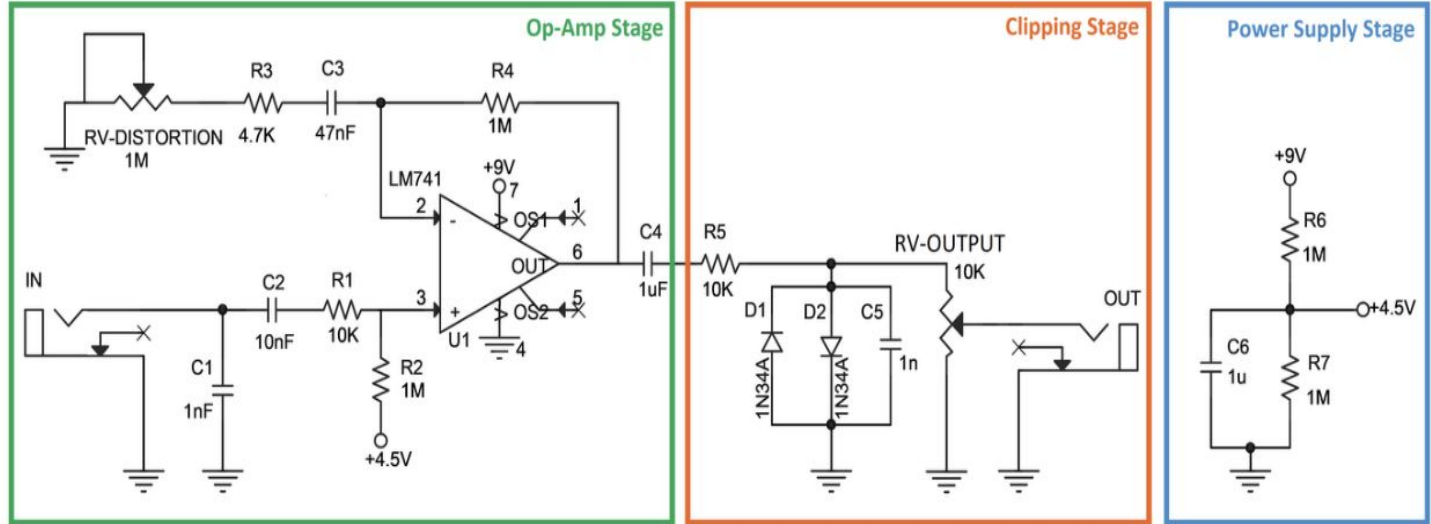 Op-Amp Stage
R3
C3
R4
RV-DISTORTION
1M
4.7K
47nF
1M
LM741
+9V
7
2
-
OS1
1
OUT
6
3
+
OS2
5
U1
4
IN
C2
10nF
R1
10K
C1
1nF
R2
1M
+4.5V
C4
1uF
Clipping Stage
R5
10K
RV-OUTPUT
10K
D1
1N34A
D2
1N34A
C5
1n
OUT
Power Supply Stage
+9V
R6
1M
+4.5V
C6
1u
R7
1M